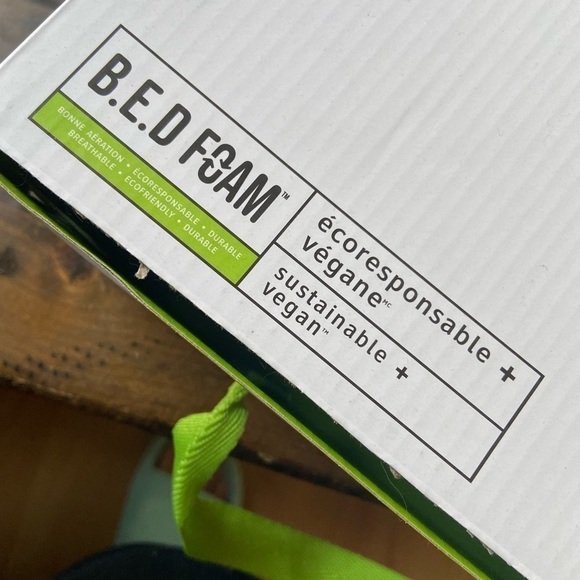 B.E.D FOAM™
BONNE AÉRATION • ÉCORESPONSABLE • DURABLE
BREATHABLE • ECOFRIENDLY • DURABLE
écoresponsable +
végane MC
sustainable +
vegan™